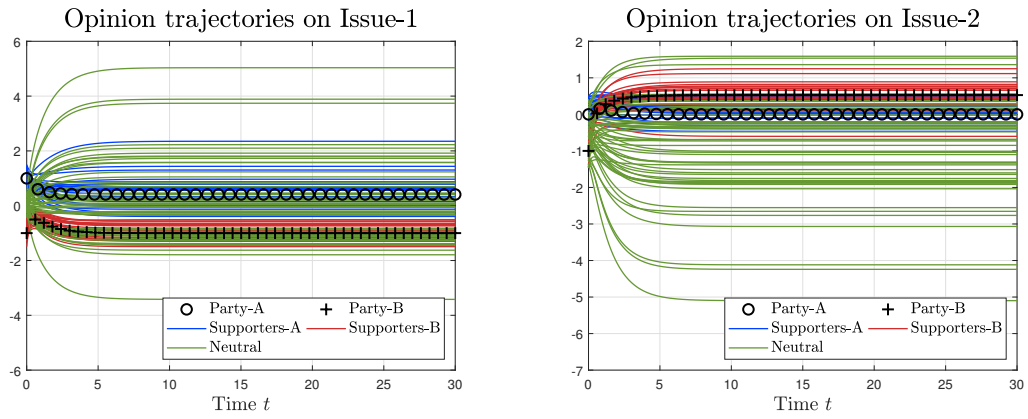 Opinion trajectories on Issue-1
6
4
2
0
-2
-4
-6
0 5 10 15 20 25 30
Time t
Party-A Party-B
Supporters-A Supporters-B
Neutral
Opinion trajectories on Issue-2
2
1
0
-1
-2
-3
-4
-5
-6
-7
0 5 10 15 20 25 30
Time t
Party-A Party-B
Supporters-A Supporters-B
Neutral